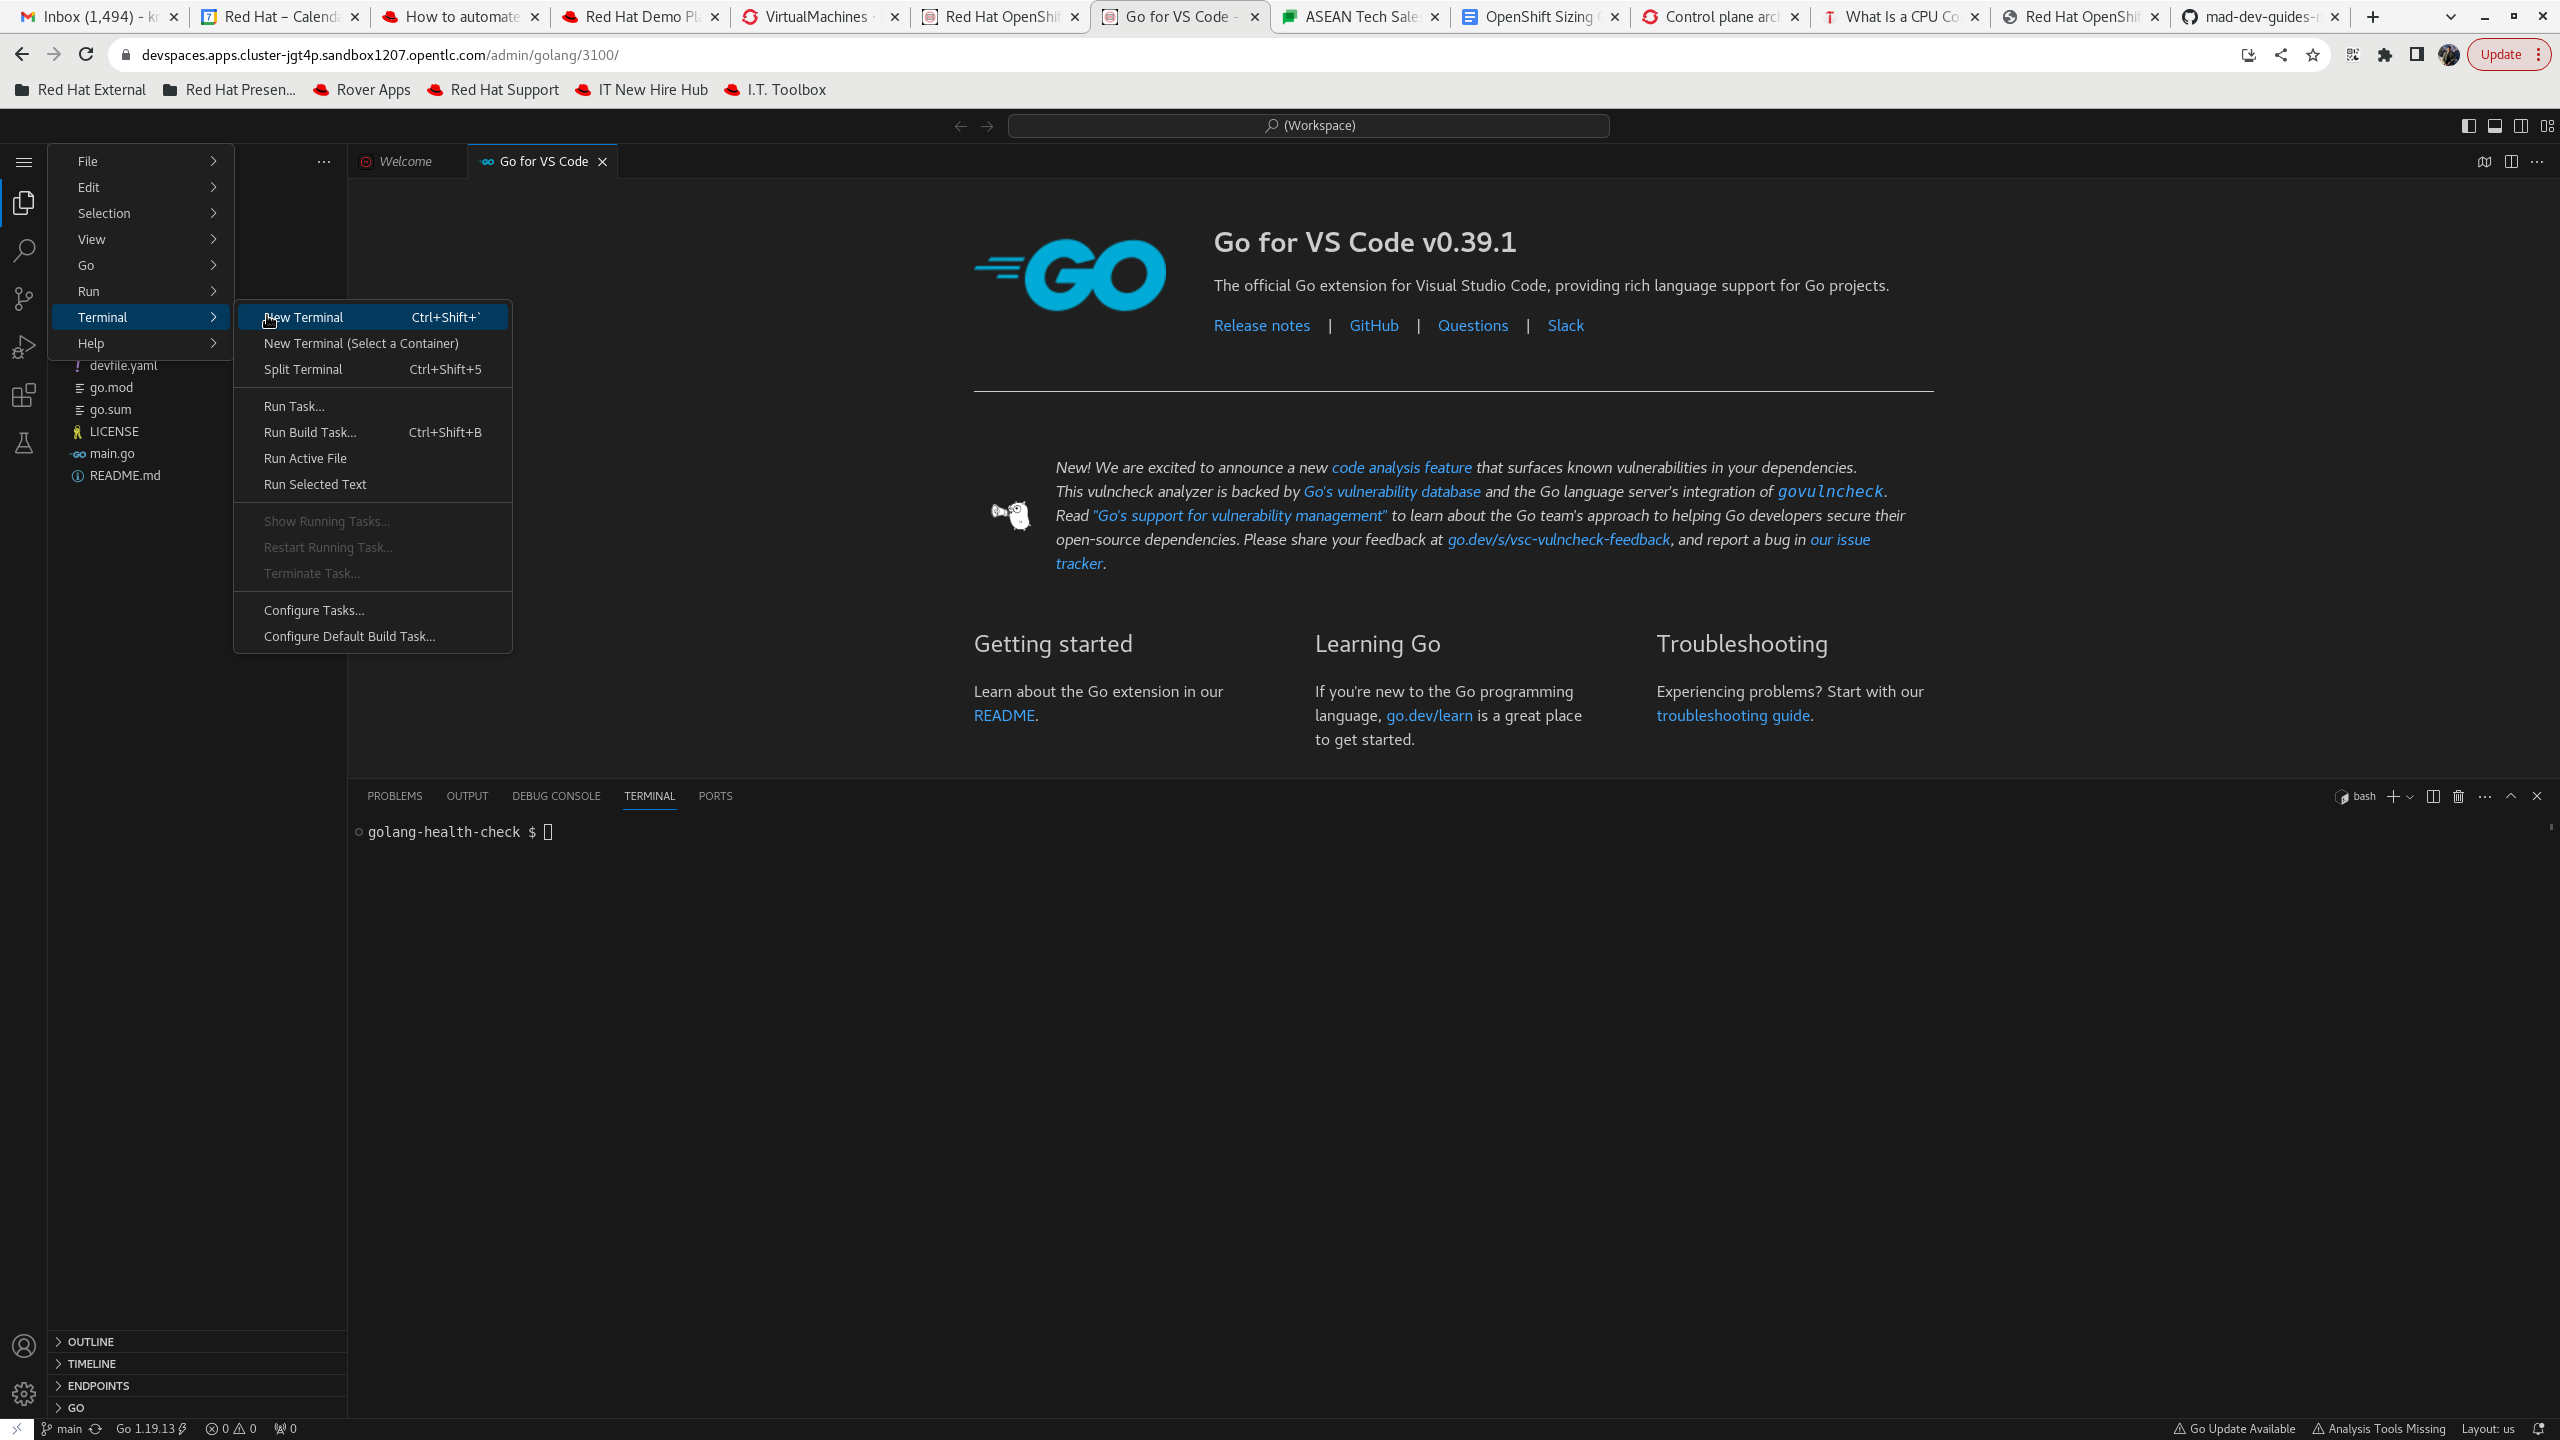 Inbox (1,494) - kr
Red Hat – Calenda
How to automate
Red Hat Demo Pl
VirtualMachines ·
Red Hat OpenShif
Go for VS Code -
ASEAN Tech Sale
OpenShift Sizing
Control plane arc
What Is a CPU Co
Red Hat OpenShif
mad-dev-guides-
devspaces.apps.cluster-jgt4p.sandbox1207.opentlc.com/admin/golang/3100/
Update
Red Hat External
Red Hat Presen...
Rover Apps
Red Hat Support
IT New Hire Hub
I.T. Toolbox
(Workspace)
File
Edit
Selection
View
Go
Run
Terminal
Help
New Terminal Ctrl+Shift+`
New Terminal (Select a Container)
Split Terminal Ctrl+Shift+5
Run Task...
Run Build Task... Ctrl+Shift+B
Run Active File
Run Selected Text
Show Running Tasks...
Restart Running Task...
Terminate Task...
Configure Tasks...
Configure Default Build Task...
devfile.yaml
go.mod
go.sum
LICENSE
main.go
README.md
Welcome
Go for VS Code
GO
Go for VS Code v0.39.1
The official Go extension for Visual Studio Code, providing rich language support for Go projects.
Release notes | GitHub | Questions | Slack
New! We are excited to announce a new code analysis feature that surfaces known vulnerabilities in your dependencies.
This vulncheck analyzer is backed by Go's vulnerability database and the Go language server's integration of govulncheck.
Read "Go's support for vulnerability management" to learn about the Go team's approach to helping Go developers secure their
open-source dependencies. Please share your feedback at go.dev/s/vsc-vulncheck-feedback, and report a bug in our issue
tracker.
Getting started
Learn about the Go extension in our
README.
Learning Go
If you're new to the Go programming
language, go.dev/learn is a great place
to get started.
Troubleshooting
Experiencing problems? Start with our
troubleshooting guide.
PROBLEMS OUTPUT DEBUG CONSOLE TERMINAL PORTS
bash
golang-health-check $
OUTLINE
TIMELINE
ENDPOINTS
GO
main Go 1.19.13 0 0 0
Go Update Available Analysis Tools Missing Layout: us